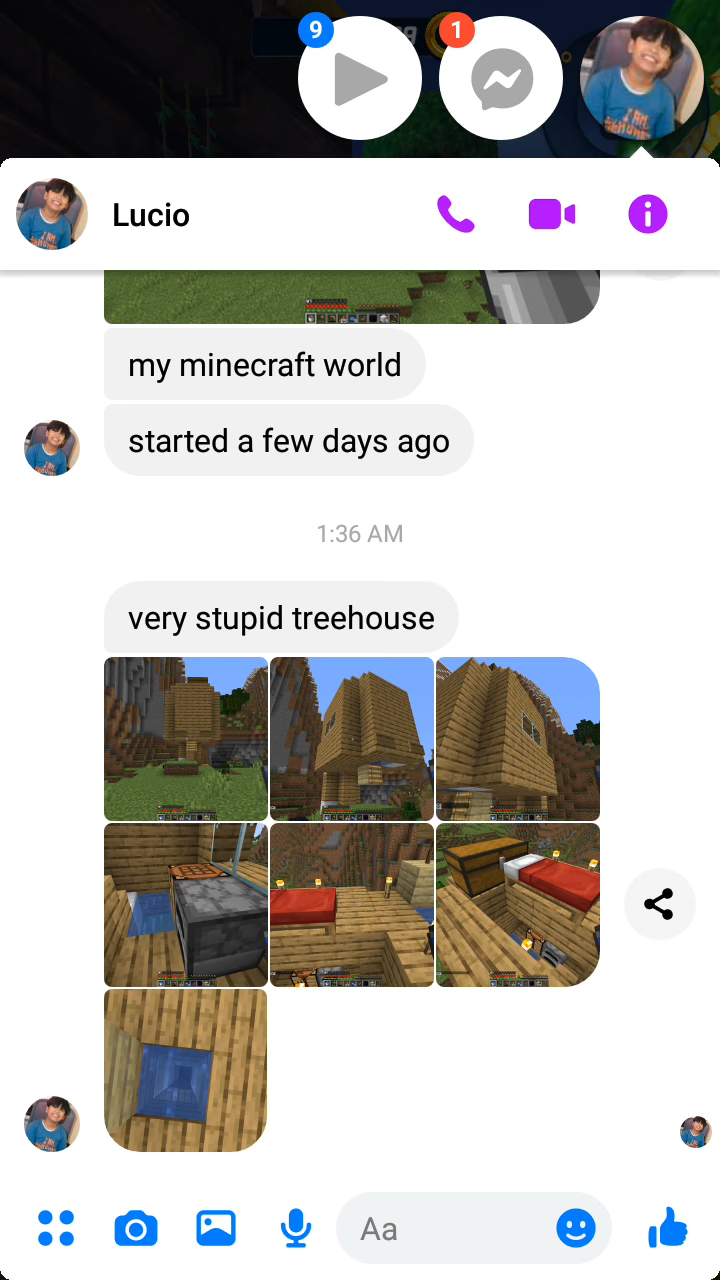 9
1
Lucio
my minecraft world
started a few days ago
1:36 AM
very stupid treehouse
Aa